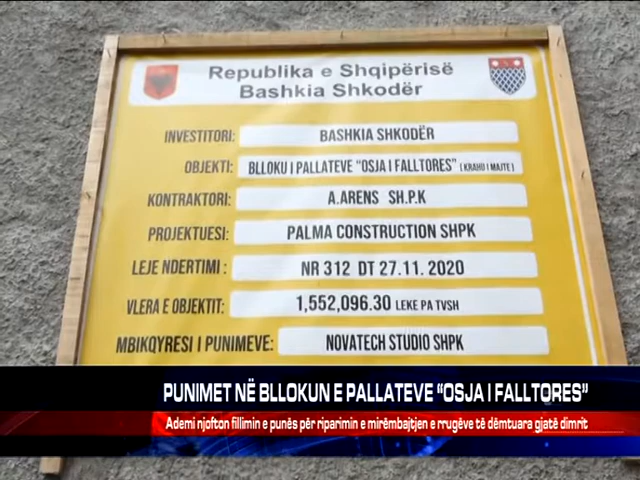 Republika e Shqipërisë
Bashkia Shkodër
INVESTITORI: BASHKIA SHKODËR
OBJEKTI: BLLOKU I PALLATEVE “OSJA I FALLTORES” (KRAHU I MAJTE)
KONTRAKTORI: A.ARENS SH.P.K
PROJEKTUESI: PALMA CONSTRUCTION SHPK
LEJE NDERTIMI : NR 312 DT 27.11. 2020
VLERA E OBJEKTIT: 1,552,096.30 LEKE PA TVSH
MBIKQYRESI I PUNIMEVE: NOVATECH STUDIO SHPK
PUNIMET NË BLLOKUN E PALLATEVE “OSJA I FALLTORES”
Ademi njofton fillimin e punës për riparimin e mirëmbajtjen e rrugëve të dëmtuara gjatë dimrit